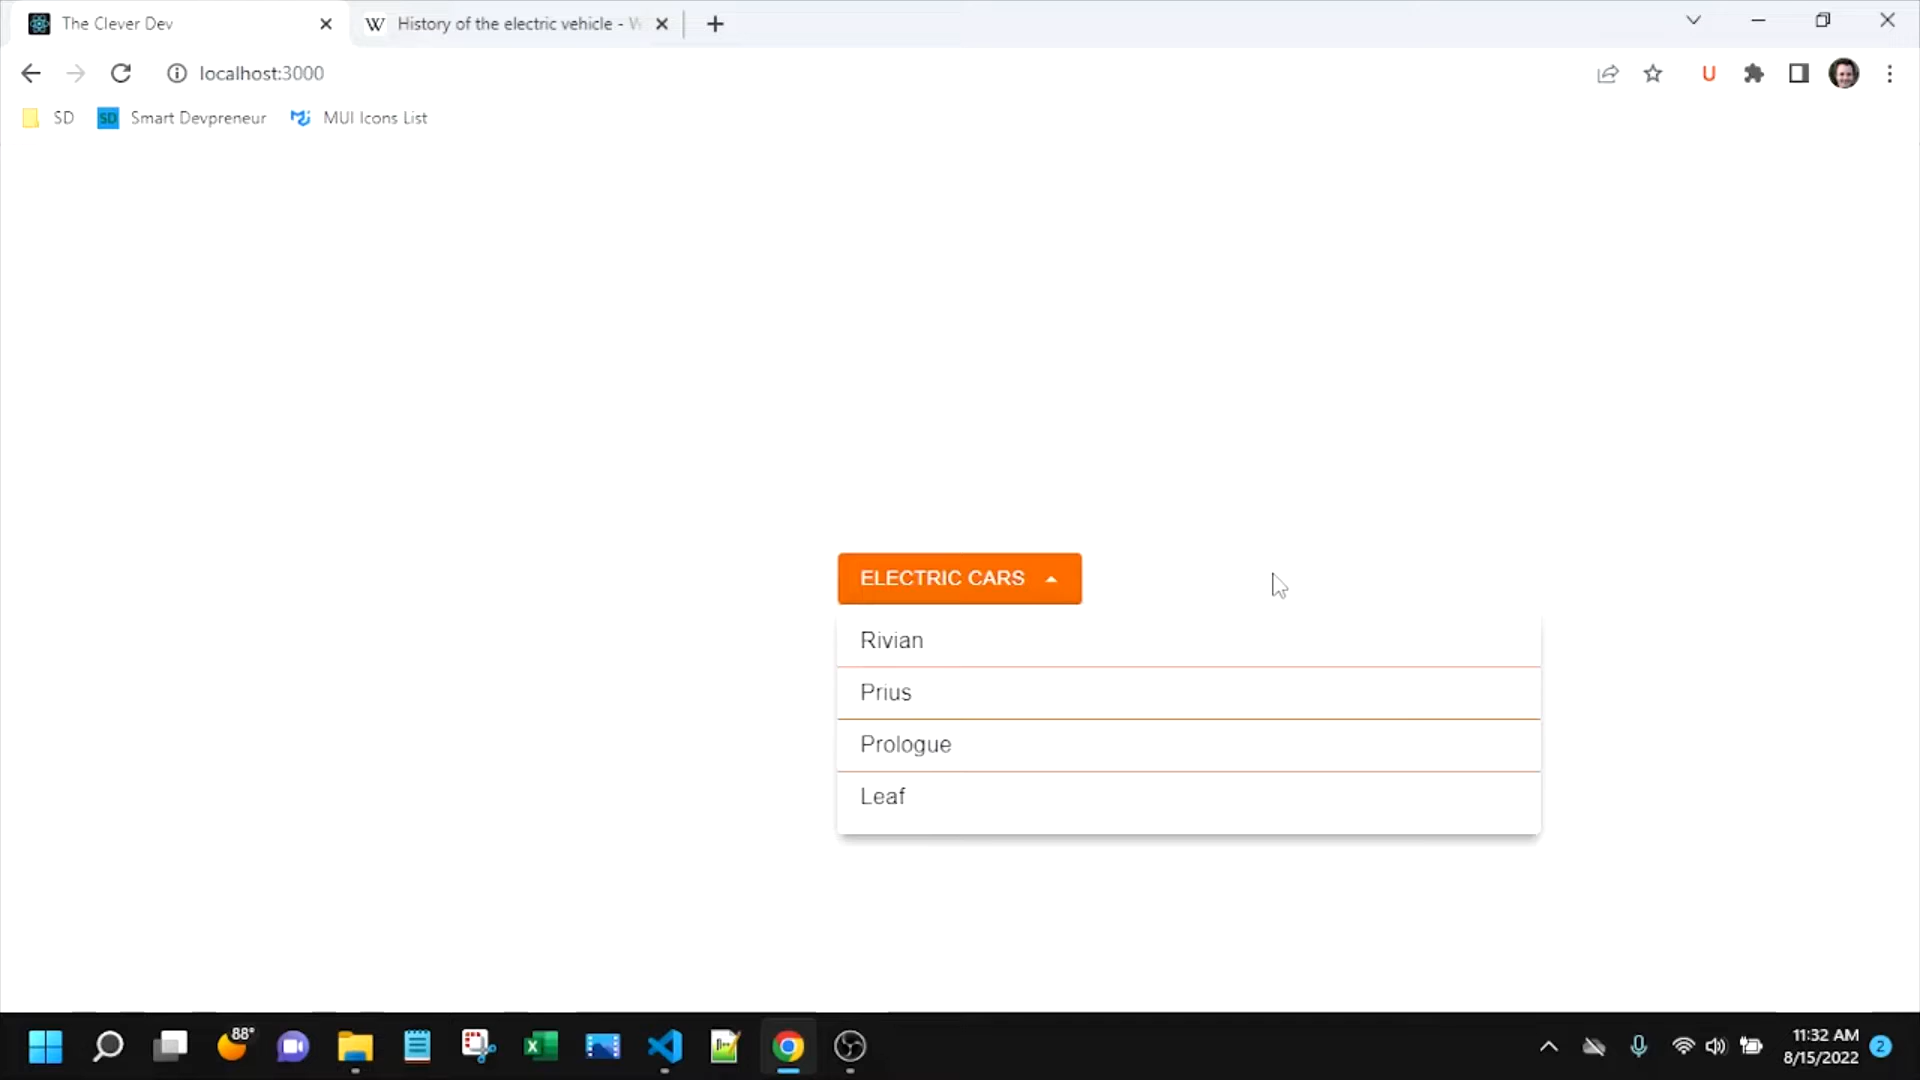 The Clever Dev
History of the electric vehicle - W
localhost:3000
U
SD
SD Smart Devpreneur
MUI Icons List
ELECTRIC CARS
Rivian
Prius
Prologue
Leaf
88°
11:32 AM
8/15/2022
2